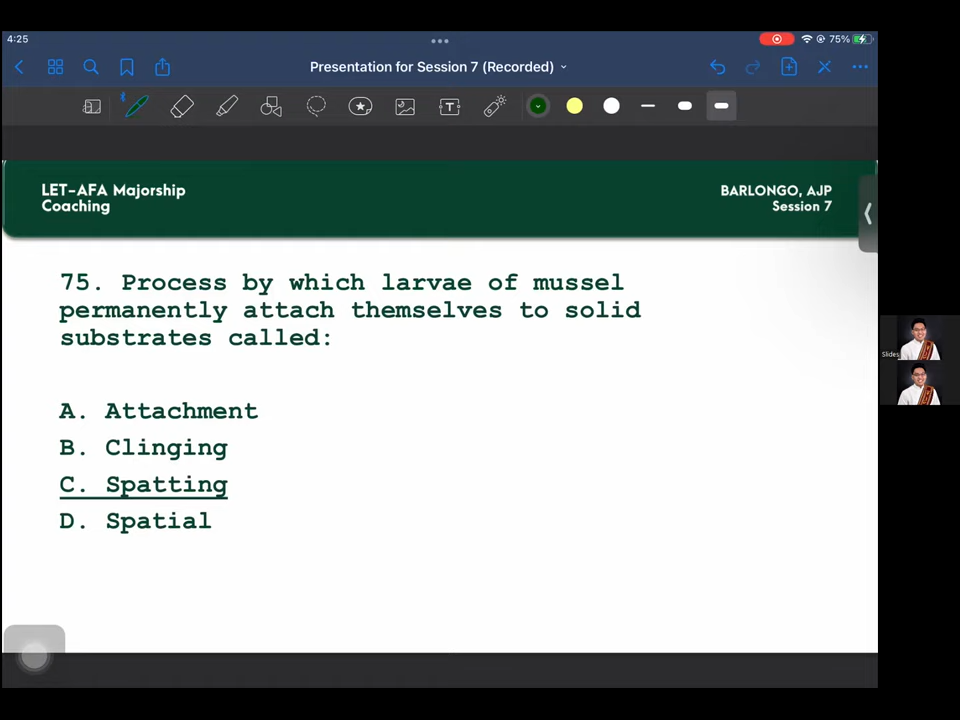 4:25
75%
Presentation for Session 7 (Recorded)
T
LET-AFA Majorship
Coaching
BARLONGO, AJP
Session 7
75. Process by which larvae of mussel
permanently attach themselves to solid
substrates called:
A. Attachment
B. Clinging
C. Spatting
D. Spatial
Slides